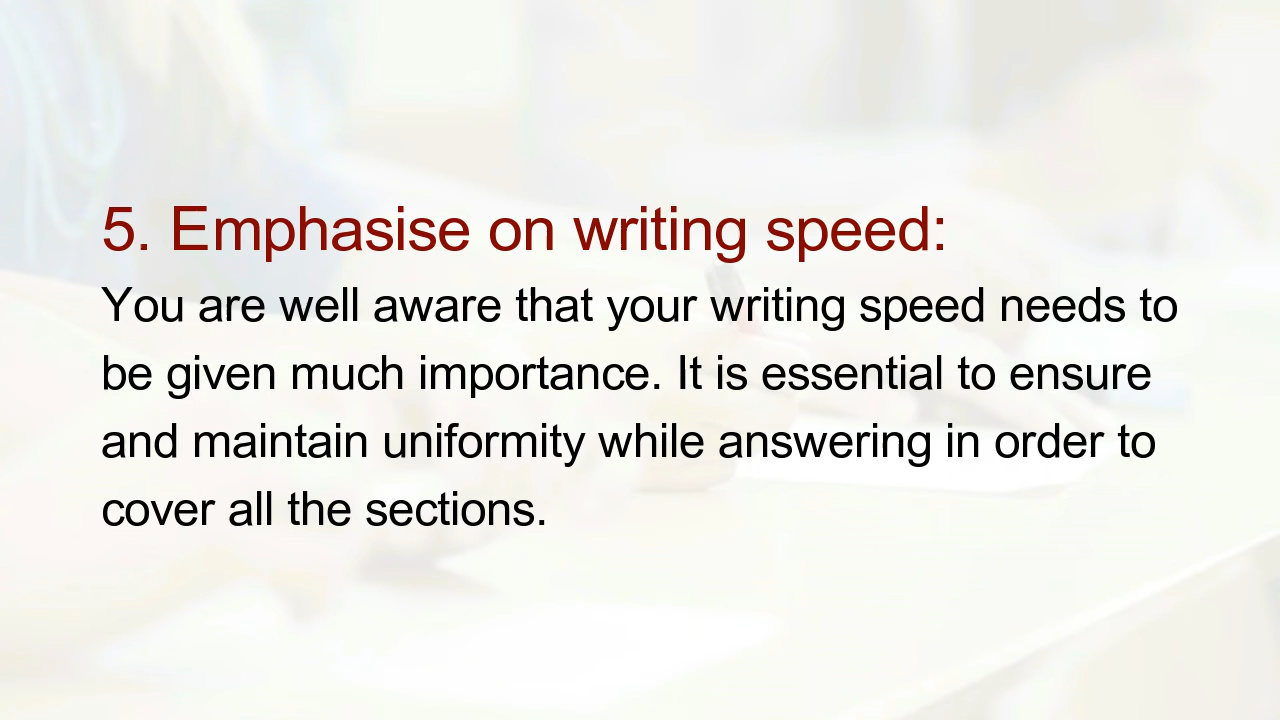 5. Emphasise on writing speed:
You are well aware that your writing speed needs to
be given much importance. It is essential to ensure
and maintain uniformity while answering in order to
cover all the sections.